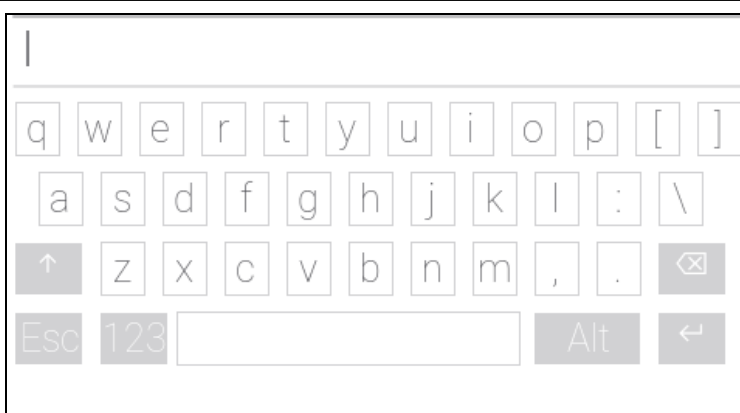 q w e r t y u i o p [ ]
a s d f g h j k l : \
↑ z x c v b n m , . ⌫
Esc 123 Alt ↵